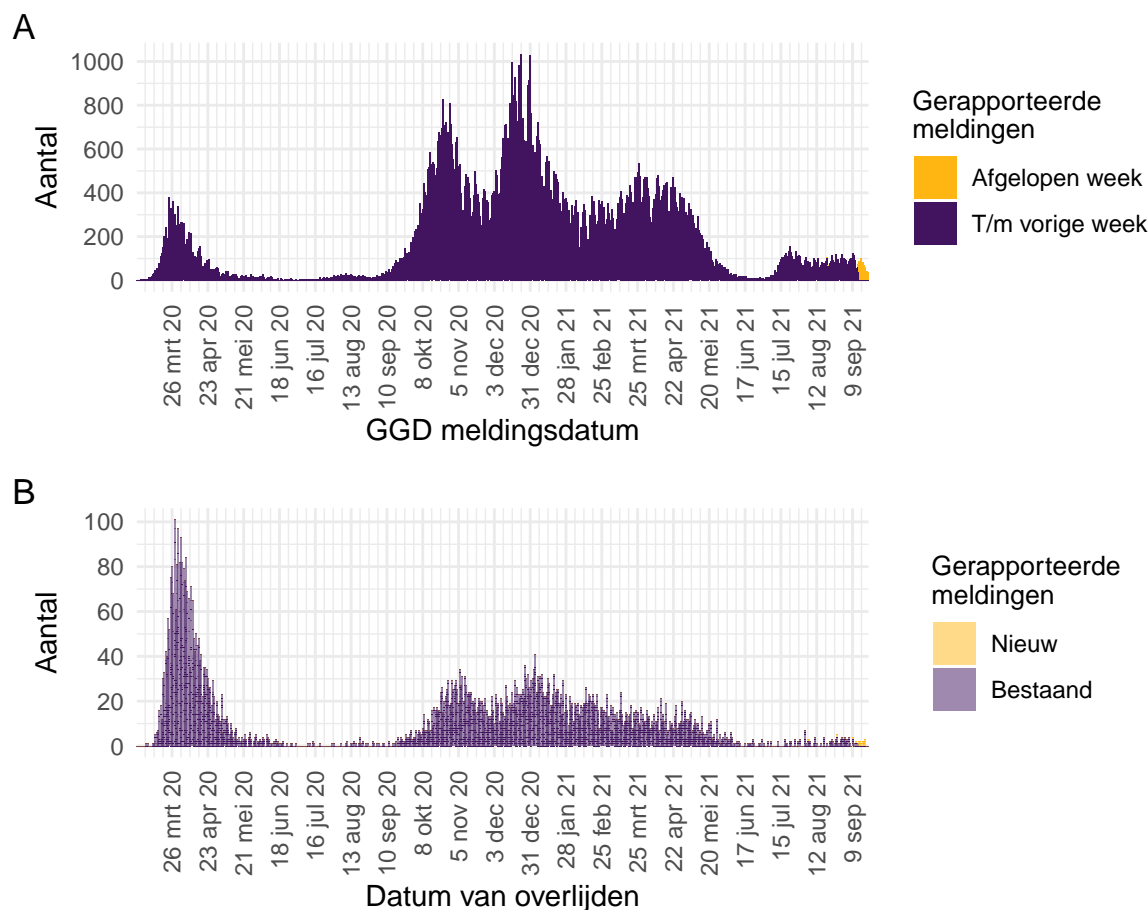 A
1000
800
600
400
200
0
Aantal
26 mrt 20
23 apr 20
21 mei 20
18 jun 20
16 jul 20
13 aug 20
10 sep 20
8 okt 20
5 nov 20
3 dec 20
31 dec 20
28 jan 21
25 feb 21
25 mrt 21
22 apr 21
20 mei 21
17 jun 21
15 jul 21
12 aug 21
9 sep 21
GGD meldingsdatum
Gerapporteerde
meldingen
Afgelopen week
T/m vorige week
B
100
80
60
40
20
0
Aantal
26 mrt 20
23 apr 20
21 mei 20
18 jun 20
16 jul 20
13 aug 20
10 sep 20
8 okt 20
5 nov 20
3 dec 20
31 dec 20
28 jan 21
25 feb 21
25 mrt 21
22 apr 21
20 mei 21
17 jun 21
15 jul 21
12 aug 21
9 sep 21
Datum van overlijden
Gerapporteerde
meldingen
Nieuw
Bestaand